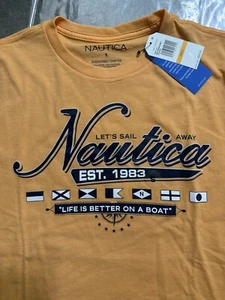 NAUTICA
LET'S SAIL AWAY
Nautica
EST. 1983
"LIFE IS BETTER ON A BOAT"